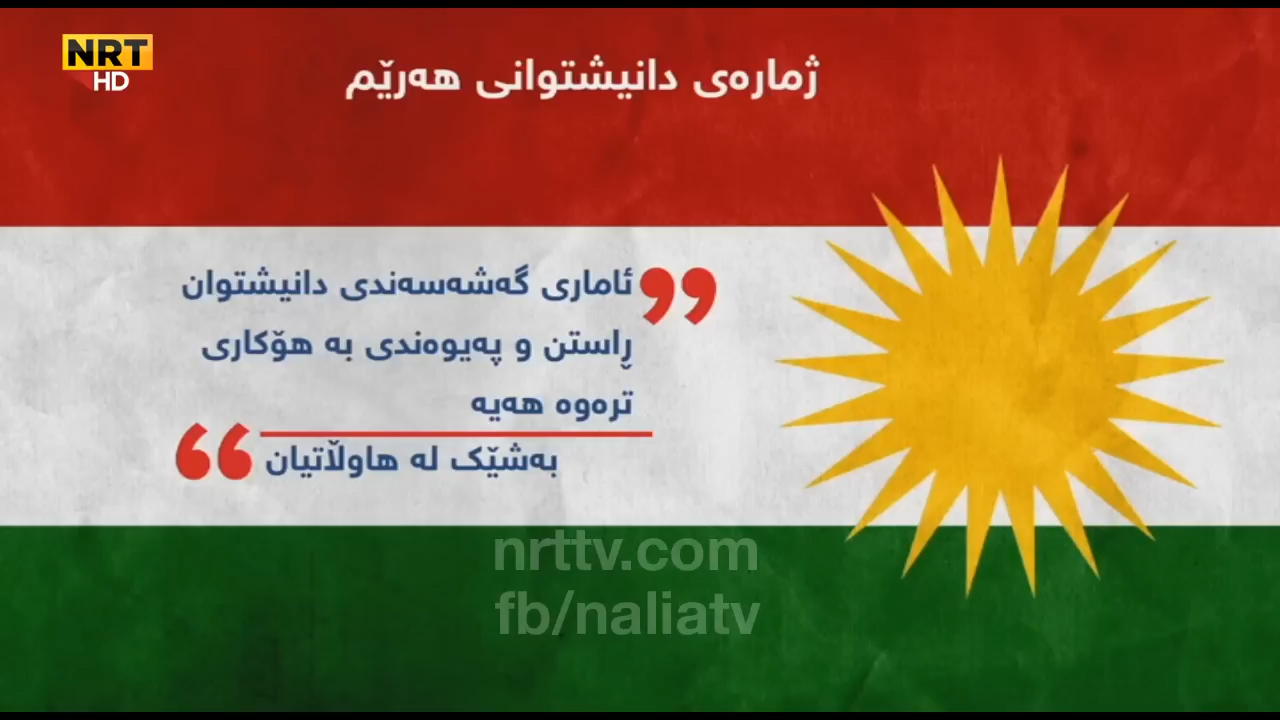 NRT
HD
ژمارەی دانیشتوانی هەرێم
ئاماری گەشەسەندی دانیشتوان
ڕاستن و پەیوەندی بە هۆکاری
ترەوە هەیە
بەشێک لە هاوڵاتیان
nrttv.com
fb/naliatv